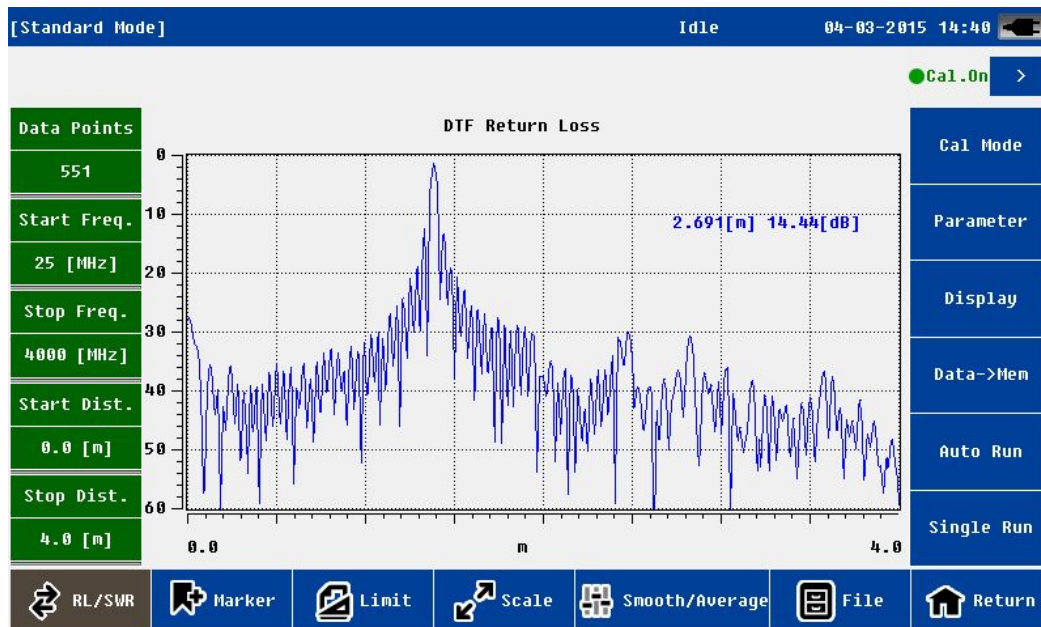 [Standard Mode] Idle 04-03-2015 14:40
Cal.On >
Data Points
551
Start Freq.
25 [MHz]
Stop Freq.
4000 [MHz]
Start Dist.
0.0 [m]
Stop Dist.
4.0 [m]
DTF Return Loss
0
10
20
30
40
50
60
2.691[m] 14.44[dB]
0.0 m 4.0
Cal Mode
Parameter
Display
Data->Mem
Auto Run
Single Run
RL/SWR Marker Limit Scale Smooth/Average File Return